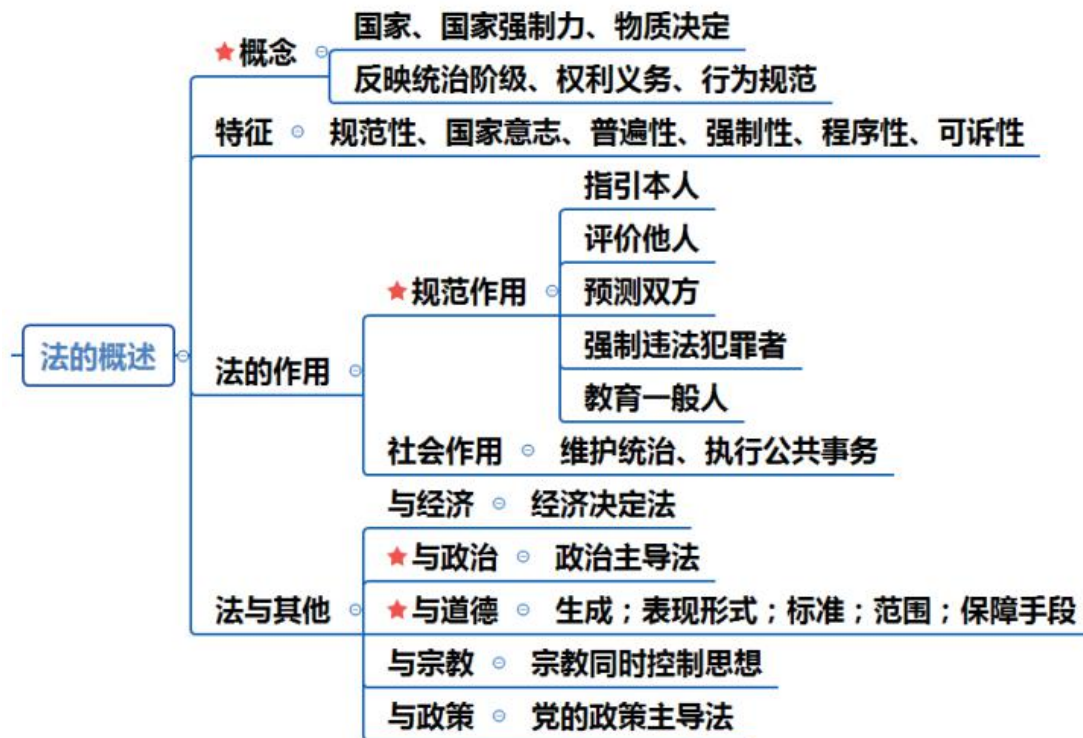 法的概述
★概念
国家、国家强制力、物质决定
反映统治阶级、权利义务、行为规范
特征
规范性、国家意志、普遍性、强制性、程序性、可诉性
法的作用
★规范作用
指引本人
评价他人
预测双方
强制违法犯罪者
教育一般人
社会作用
维护统治、执行公共事务
法与其他
与经济
经济决定法
★与政治
政治主导法
★与道德
生成；表现形式；标准；范围；保障手段
与宗教
宗教同时控制思想
与政策
党的政策主导法